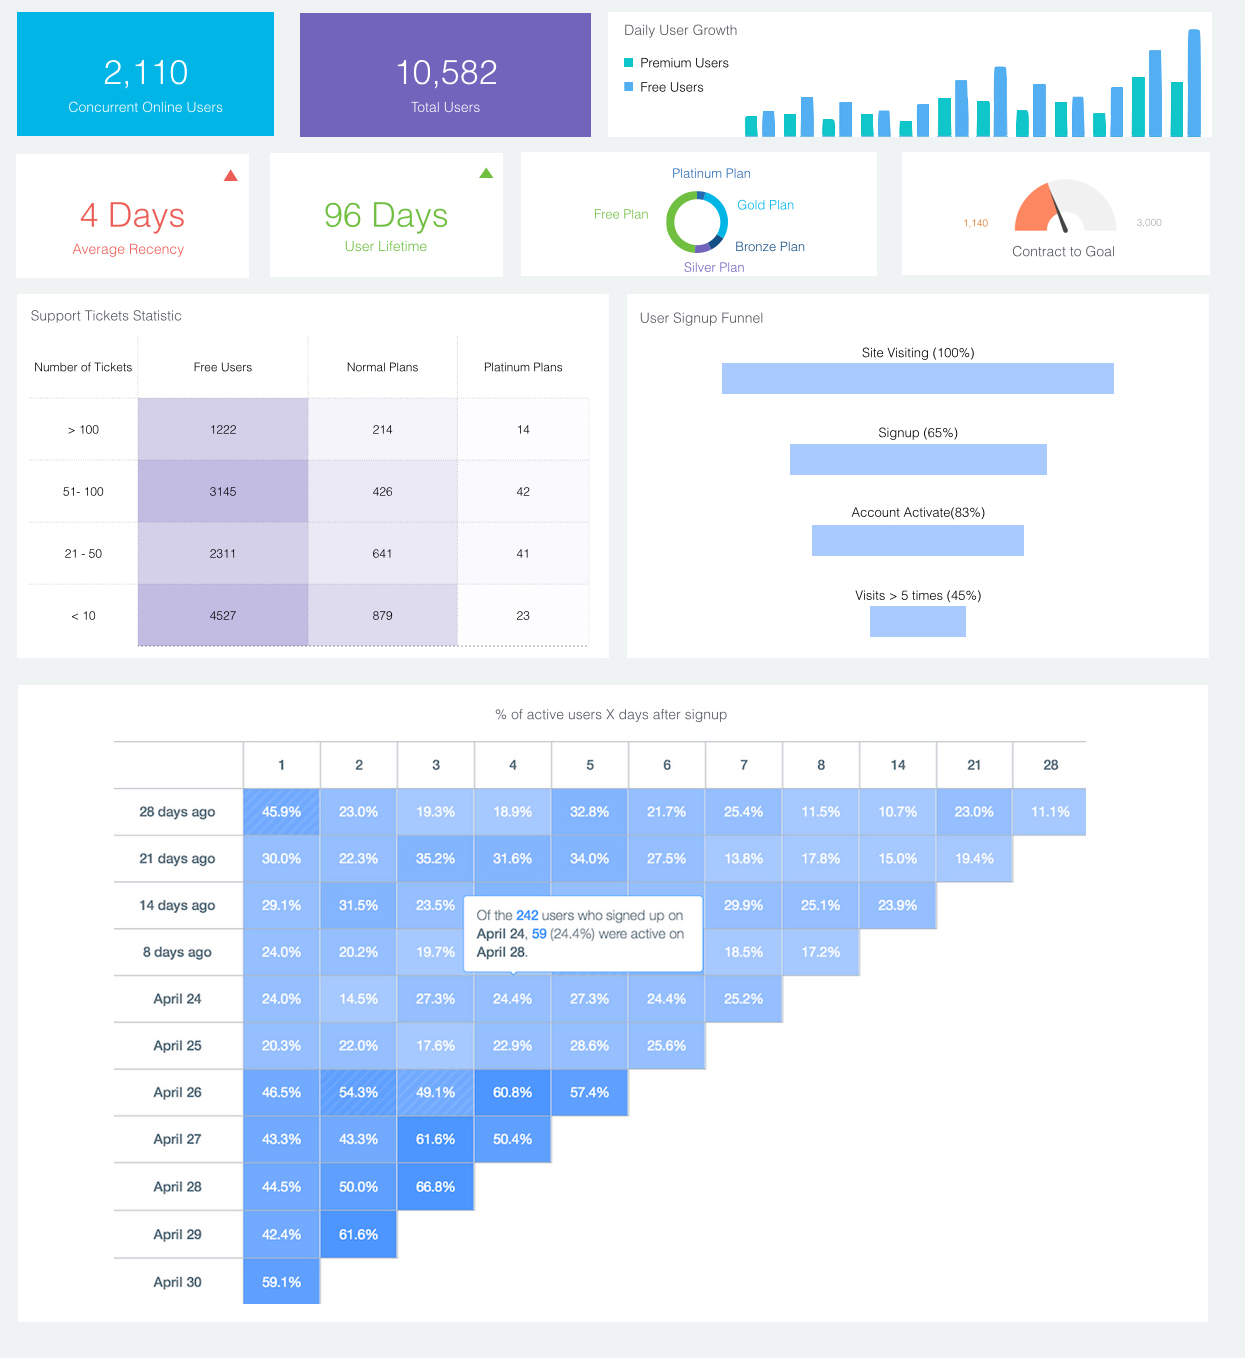 2,110
Concurrent Online Users
10,582
Total Users
Daily User Growth
Premium Users
Free Users
4 Days
Average Recency
96 Days
User Lifetime
Platinum Plan
Gold Plan
Free Plan
Bronze Plan
Silver Plan
1,140
3,000
Contract to Goal
Support Tickets Statistic
Number of Tickets Free Users Normal Plans Platinum Plans
> 100 1222 214 14
51- 100 3145 426 42
21 - 50 2311 641 41
< 10 4527 879 23
User Signup Funnel
Site Visiting (100%)
Signup (65%)
Account Activate(83%)
Visits > 5 times (45%)
% of active users X days after signup
1 2 3 4 5 6 7 8 14 21 28
28 days ago 45.9% 23.0% 19.3% 18.9% 32.8% 21.7% 25.4% 11.5% 10.7% 23.0% 11.1%
21 days ago 30.0% 22.3% 35.2% 31.6% 34.0% 27.5% 13.8% 17.8% 15.0% 19.4%
14 days ago 29.1% 31.5% 23.5% 29.9% 25.1% 23.9%
8 days ago 24.0% 20.2% 19.7% 18.5% 17.2%
Of the 242 users who signed up on
April 24, 59 (24.4%) were active on
April 28.
April 24 24.0% 14.5% 27.3% 24.4% 27.3% 24.4% 25.2%
April 25 20.3% 22.0% 17.6% 22.9% 28.6% 25.6%
April 26 46.5% 54.3% 49.1% 60.8% 57.4%
April 27 43.3% 43.3% 61.6% 50.4%
April 28 44.5% 50.0% 66.8%
April 29 42.4% 61.6%
April 30 59.1%